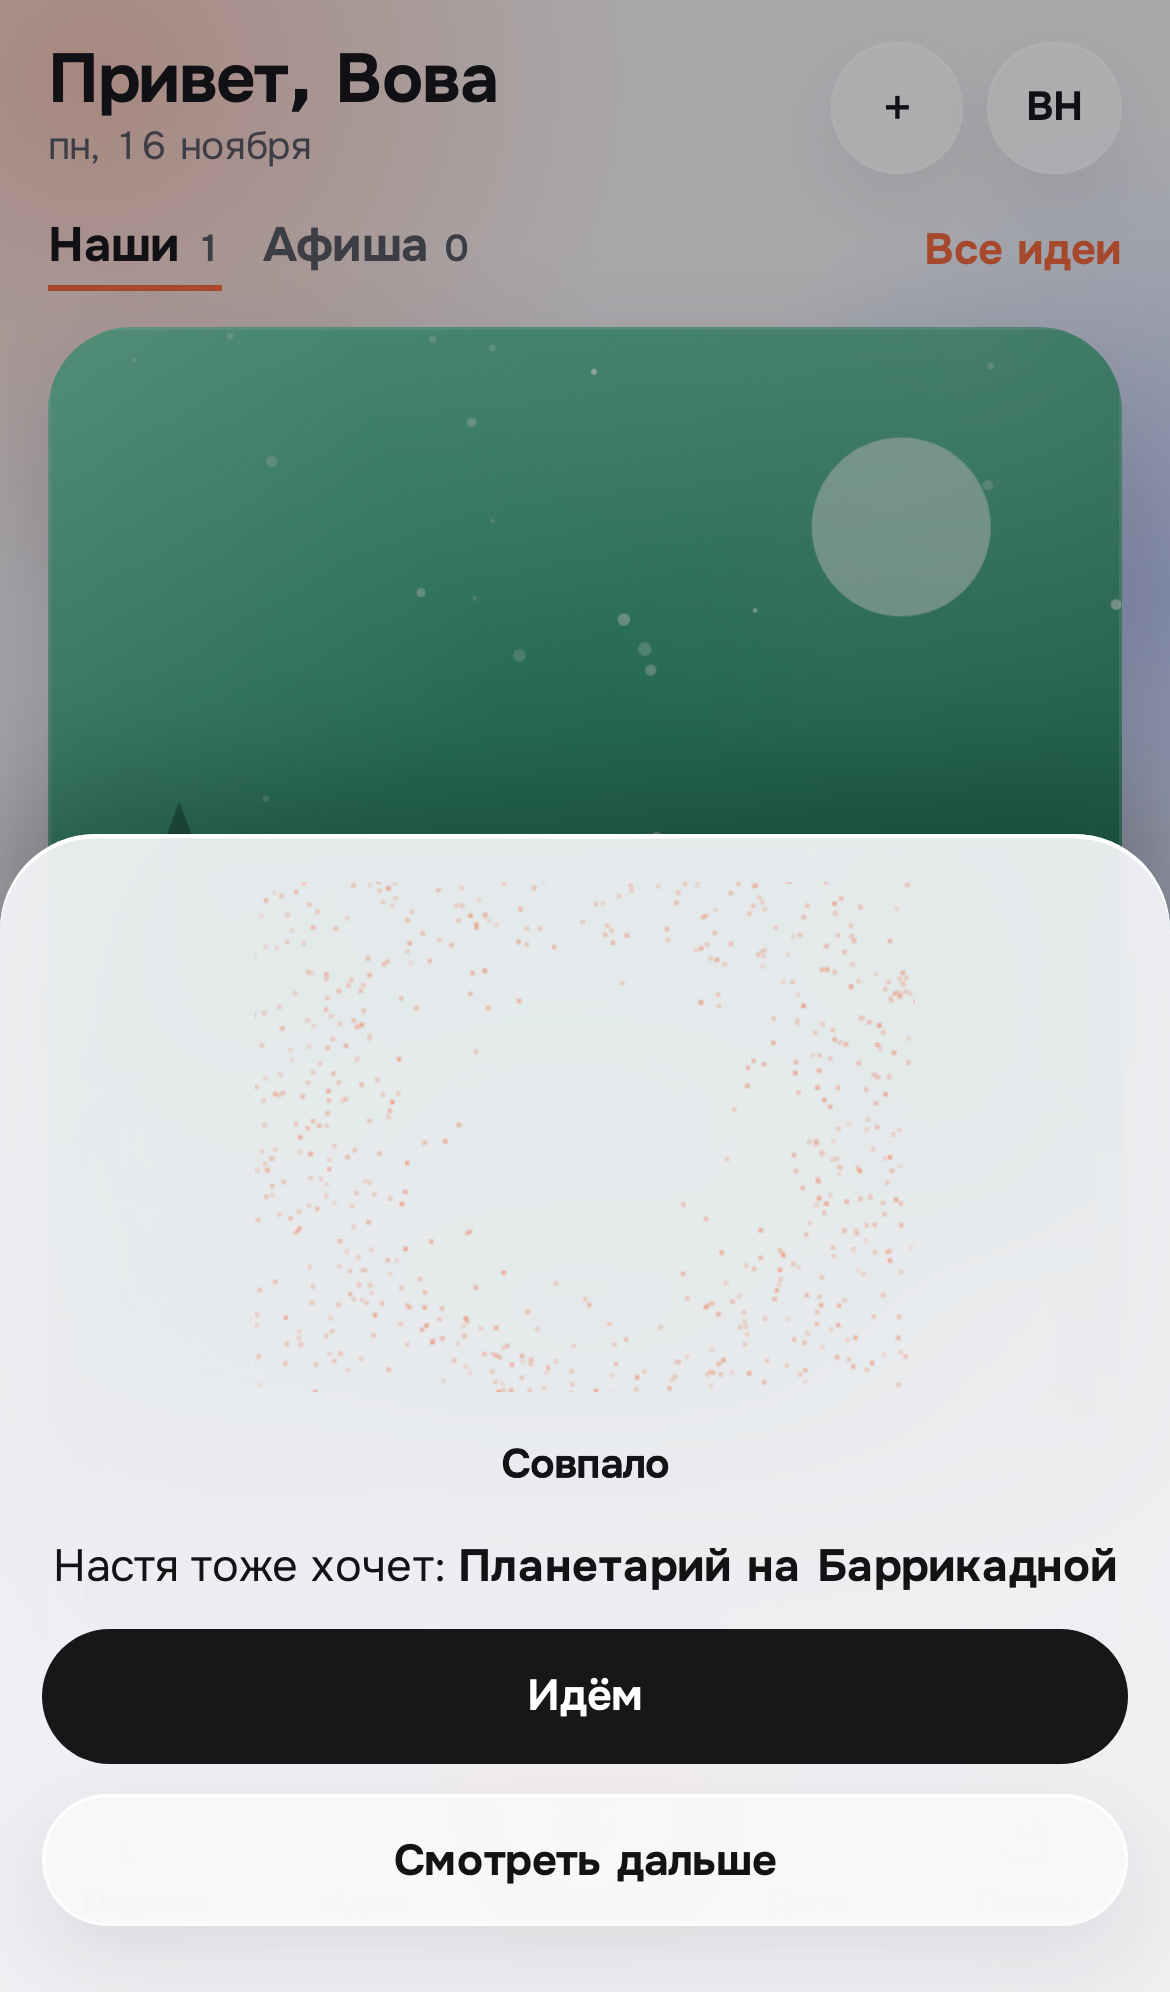 Привет, Вова
пн, 16 ноября
+
ВН
Наши 1
Афиша 0
Все идеи
Совпало
Настя тоже хочет: Планетарий на Баррикадной
Идём
Смотреть дальше